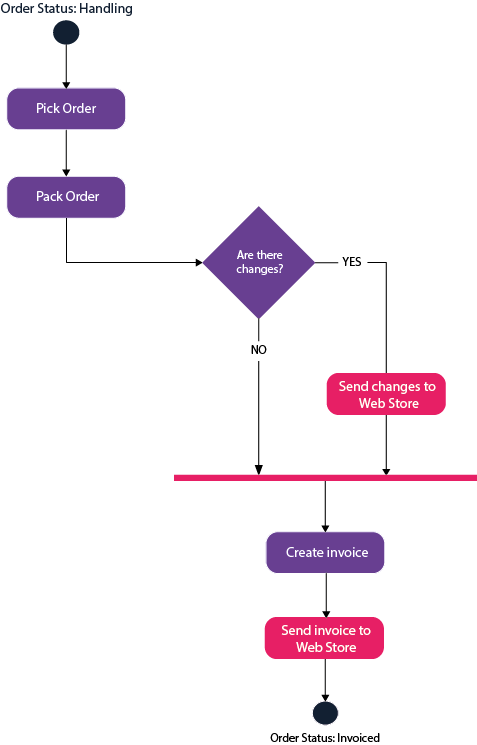 Order Status: Handling
Pick Order
Pack Order
Are there
changes?
YES
NO
Send changes to
Web Store
Create invoice
Send invoice to
Web Store
Order Status: Invoiced